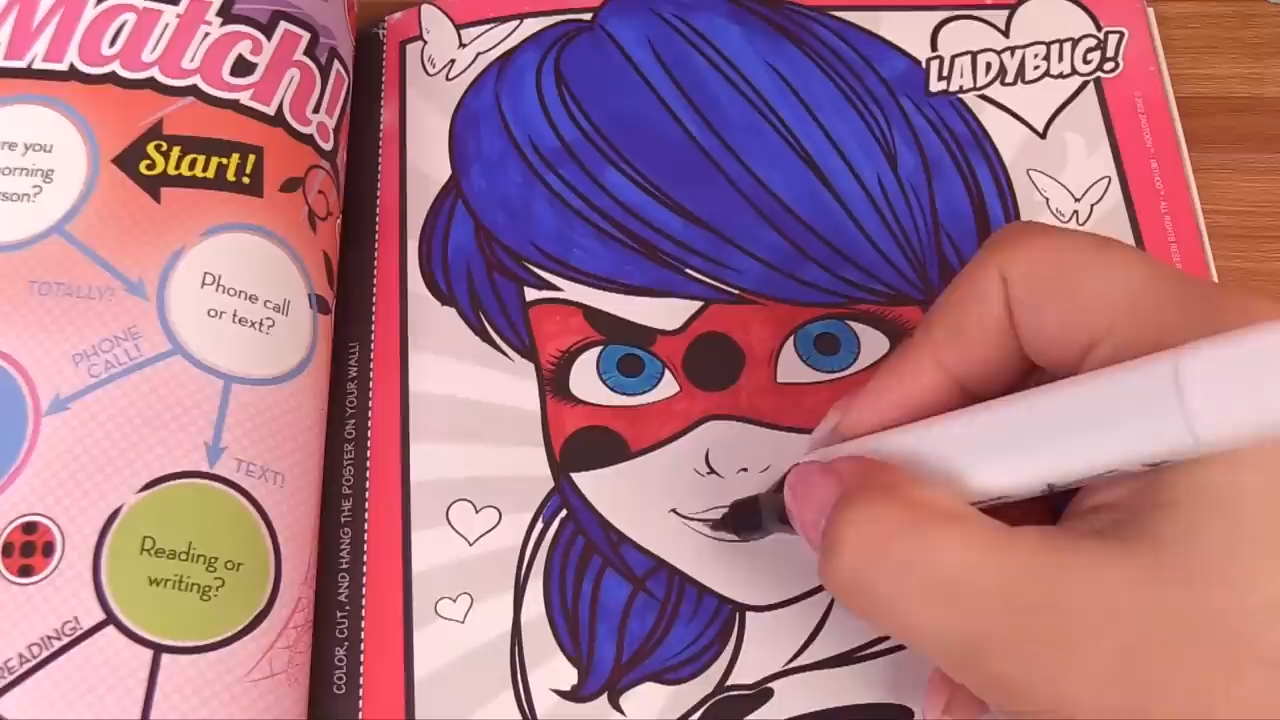 Match!
Start!
re you
orning
son?
TOTALLY?
Phone call
or text?
PHONE
CALL!
TEXT!
Reading or
writing?
READING!
COLOR, CUT, AND HANG THE POSTER ON YOUR WALL!
LADYBUG!